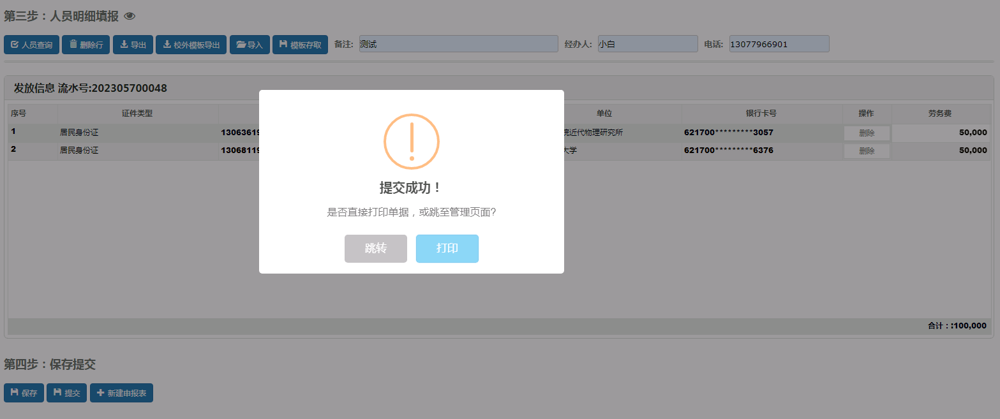 第三步：人员明细填报
人员查询 删除行 导出 校外模板导出 导入 模板存取 备注: 测试 经办人: 小白 电话: 13077966901
发放信息 流水号:202305700048
序号 证件类型 单位 银行卡号 操作 劳务费
1 居民身份证 13063619 院近代物理研究所 621700*********3057 删除 50,000
2 居民身份证 13068119 大学 621700*********6376 删除 50,000
提交成功！
是否直接打印单据，或跳至管理页面?
跳转 打印
合计：:100,000
第四步：保存提交
保存 提交 新建申报表